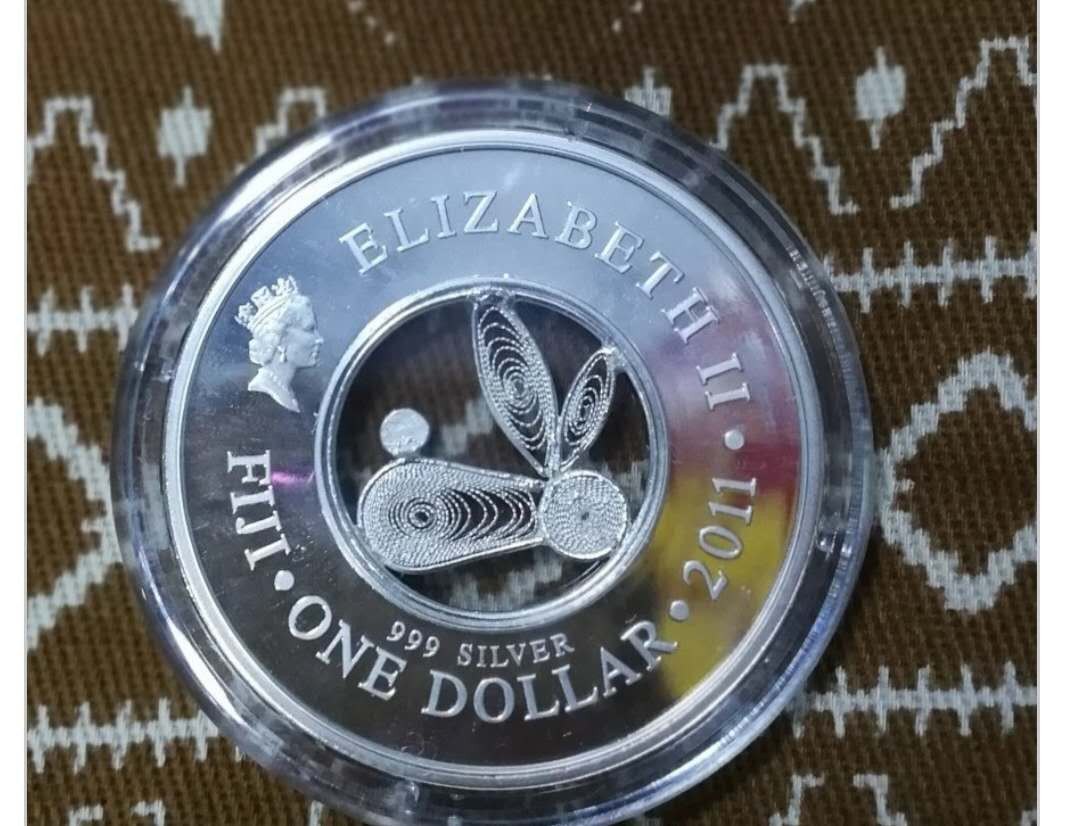 ELIZABETH II • 2011 •
FIJI • ONE DOLLAR
999 SILVER